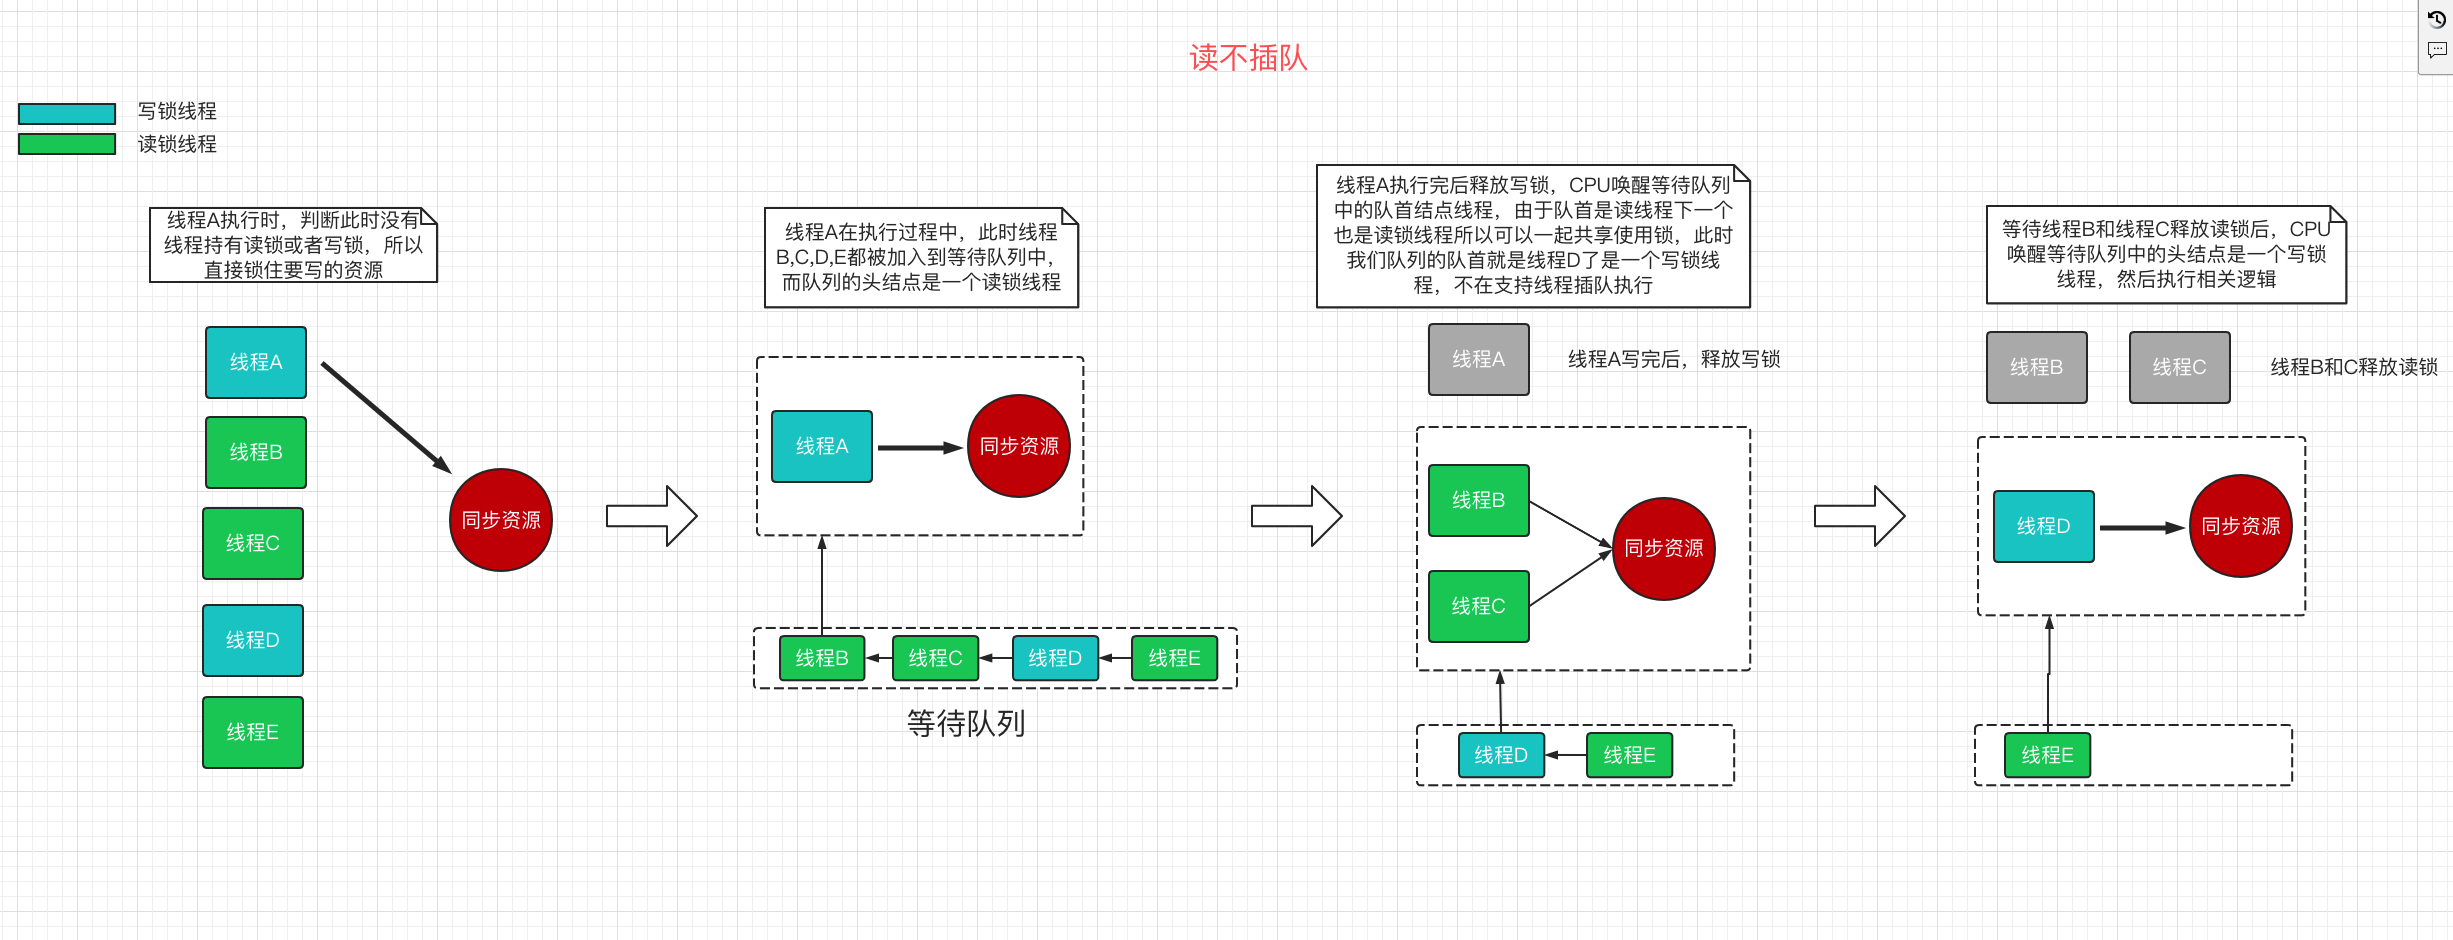 读不插队
写锁线程
读锁线程
线程A执行时，判断此时没有
线程持有读锁或者写锁，所以
直接锁住要写的资源
线程A
线程B
线程C
线程D
线程E
同步资源
线程A在执行过程中，此时线程
B,C,D,E都被加入到等待队列中，
而队列的头结点是一个读锁线程
线程A
同步资源
线程B
线程C
线程D
线程E
等待队列
线程A执行完后释放写锁，CPU唤醒等待队列
中的队首结点线程，由于队首是读线程下一个
也是读锁线程所以可以一起共享使用锁，此时
我们队列的队首就是线程D了是一个写锁线
程，不在支持线程插队执行
线程A
线程A写完后，释放写锁
线程B
线程C
同步资源
线程D
线程E
等待线程B和线程C释放读锁后，CPU
唤醒等待队列中的头结点是一个写锁
线程，然后执行相关逻辑
线程B
线程C
线程B和C释放读锁
线程D
同步资源
线程E